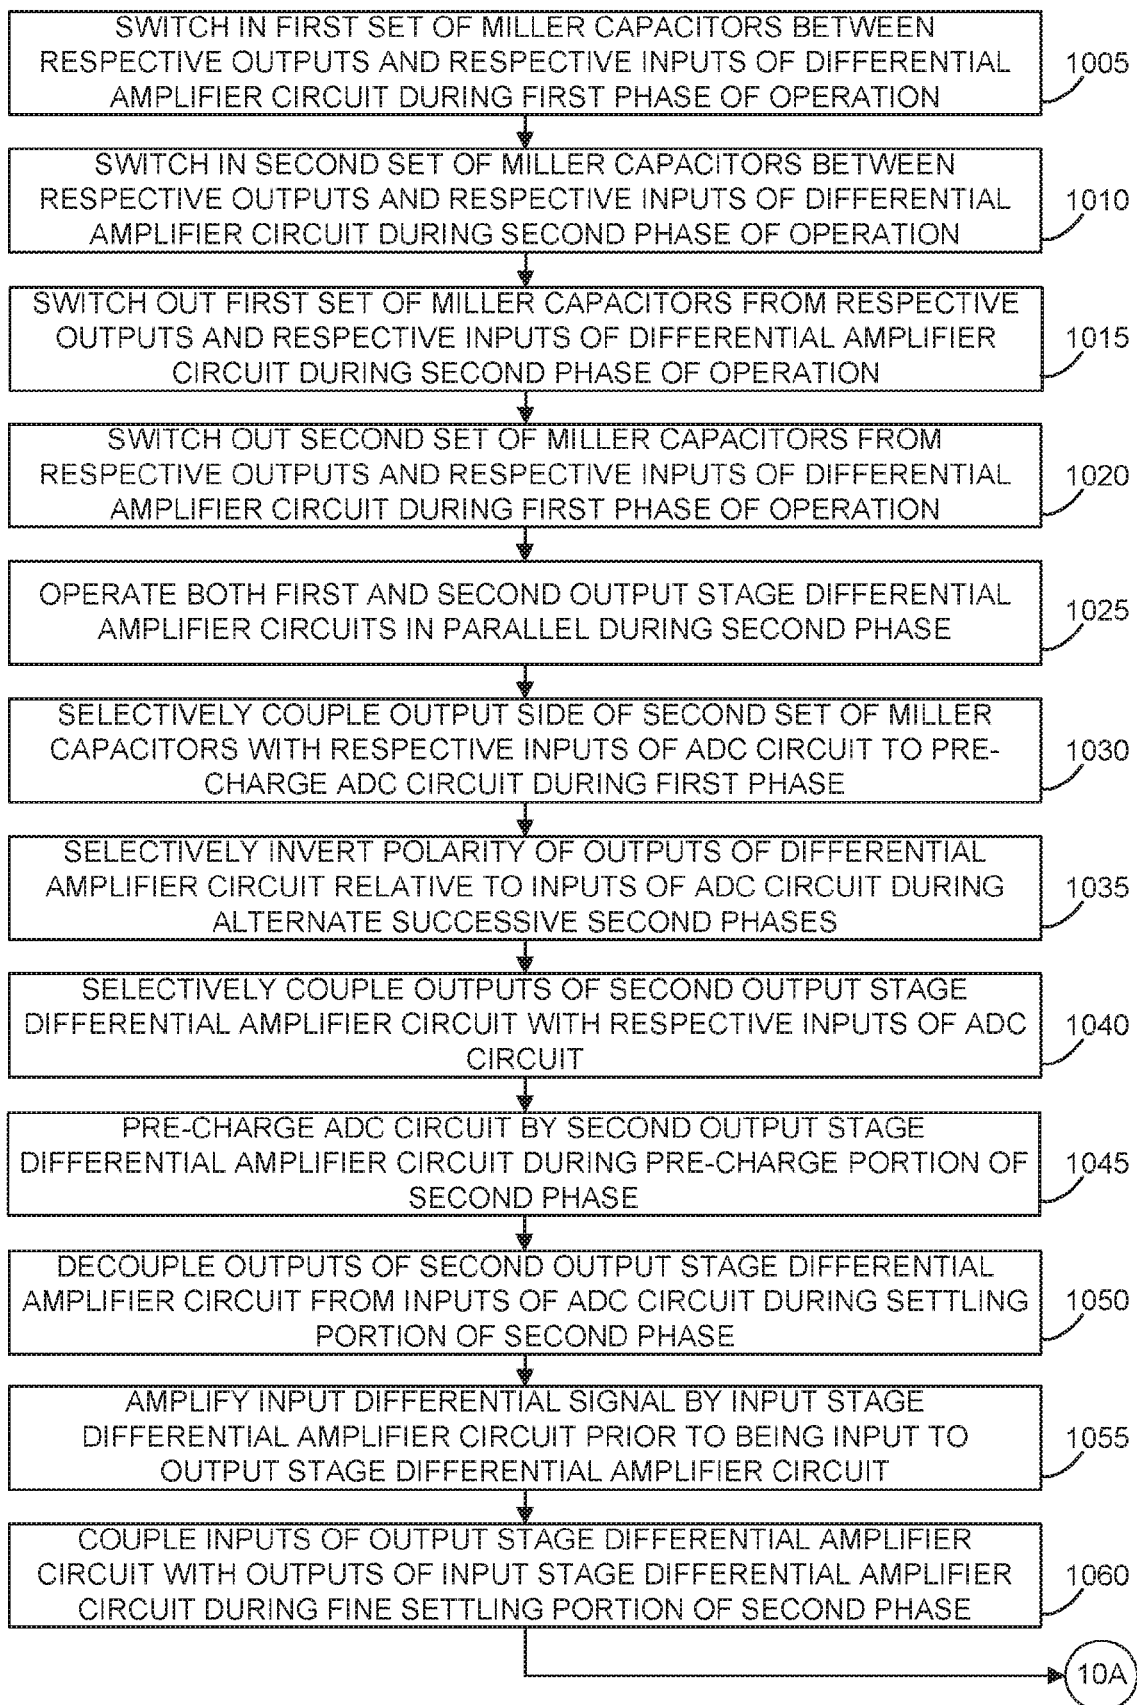 SWITCH IN FIRST SET OF MILLER CAPACITORS BETWEEN
RESPECTIVE OUTPUTS AND RESPECTIVE INPUTS OF DIFFERENTIAL
AMPLIFIER CIRCUIT DURING FIRST PHASE OF OPERATION
1005
SWITCH IN SECOND SET OF MILLER CAPACITORS BETWEEN
RESPECTIVE OUTPUTS AND RESPECTIVE INPUTS OF DIFFERENTIAL
AMPLIFIER CIRCUIT DURING SECOND PHASE OF OPERATION
1010
SWITCH OUT FIRST SET OF MILLER CAPACITORS FROM RESPECTIVE
OUTPUTS AND RESPECTIVE INPUTS OF DIFFERENTIAL AMPLIFIER
CIRCUIT DURING SECOND PHASE OF OPERATION
1015
SWITCH OUT SECOND SET OF MILLER CAPACITORS FROM
RESPECTIVE OUTPUTS AND RESPECTIVE INPUTS OF DIFFERENTIAL
AMPLIFIER CIRCUIT DURING FIRST PHASE OF OPERATION
1020
OPERATE BOTH FIRST AND SECOND OUTPUT STAGE DIFFERENTIAL
AMPLIFIER CIRCUITS IN PARALLEL DURING SECOND PHASE
1025
SELECTIVELY COUPLE OUTPUT SIDE OF SECOND SET OF MILLER
CAPACITORS WITH RESPECTIVE INPUTS OF ADC CIRCUIT TO PRE-
CHARGE ADC CIRCUIT DURING FIRST PHASE
1030
SELECTIVELY INVERT POLARITY OF OUTPUTS OF DIFFERENTIAL
AMPLIFIER CIRCUIT RELATIVE TO INPUTS OF ADC CIRCUIT DURING
ALTERNATE SUCCESSIVE SECOND PHASES
1035
SELECTIVELY COUPLE OUTPUTS OF SECOND OUTPUT STAGE
DIFFERENTIAL AMPLIFIER CIRCUIT WITH RESPECTIVE INPUTS OF ADC
CIRCUIT
1040
PRE-CHARGE ADC CIRCUIT BY SECOND OUTPUT STAGE
DIFFERENTIAL AMPLIFIER CIRCUIT DURING PRE-CHARGE PORTION OF
SECOND PHASE
1045
DECOUPLE OUTPUTS OF SECOND OUTPUT STAGE DIFFERENTIAL
AMPLIFIER CIRCUIT FROM INPUTS OF ADC CIRCUIT DURING SETTLING
PORTION OF SECOND PHASE
1050
AMPLIFY INPUT DIFFERENTIAL SIGNAL BY INPUT STAGE
DIFFERENTIAL AMPLIFIER CIRCUIT PRIOR TO BEING INPUT TO
OUTPUT STAGE DIFFERENTIAL AMPLIFIER CIRCUIT
1055
COUPLE INPUTS OF OUTPUT STAGE DIFFERENTIAL AMPLIFIER
CIRCUIT WITH OUTPUTS OF INPUT STAGE DIFFERENTIAL AMPLIFIER
CIRCUIT DURING FINE SETTLING PORTION OF SECOND PHASE
1060
10A